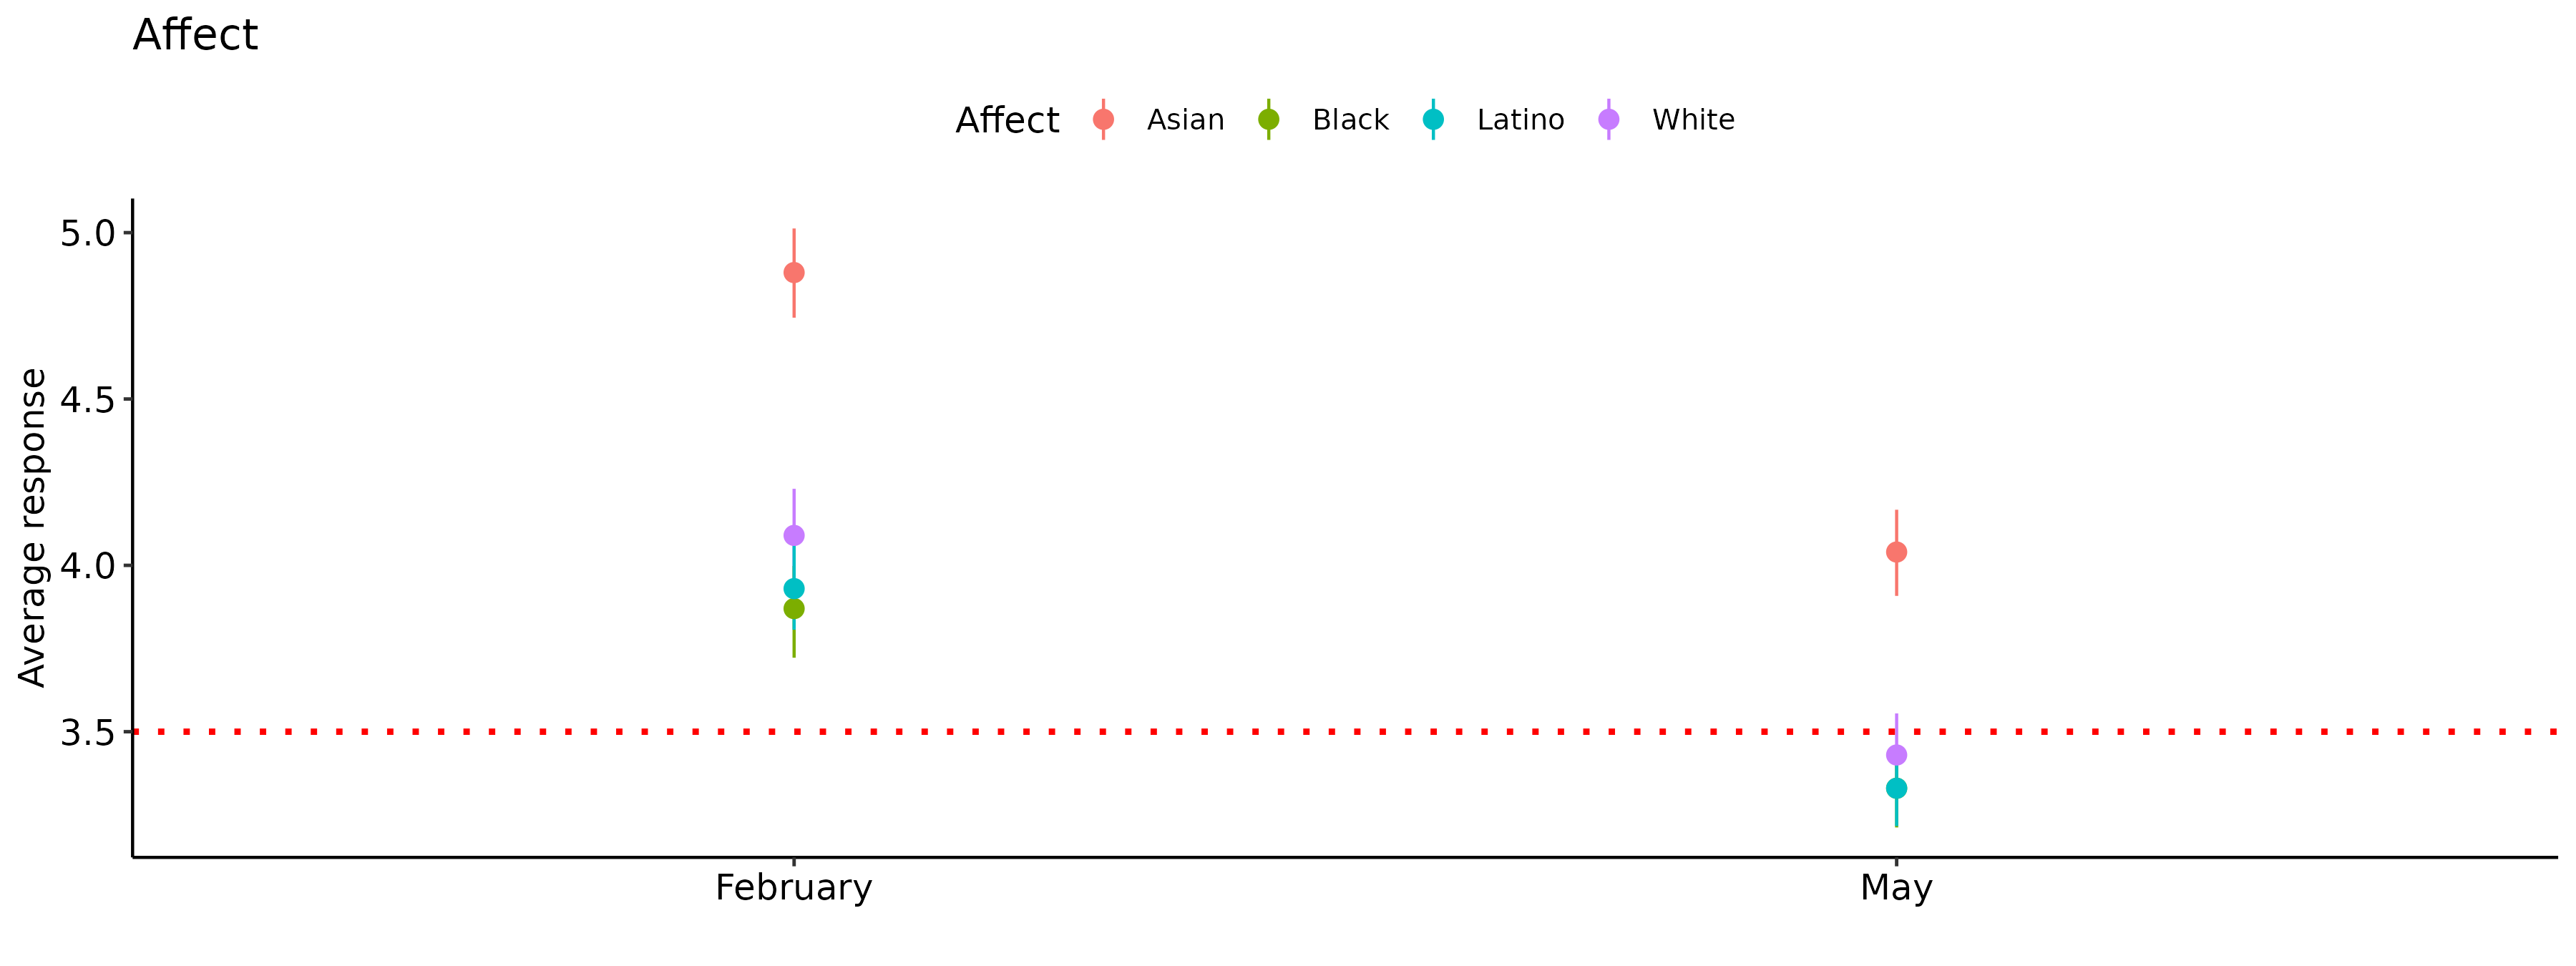 Affect
Affect Asian Black Latino White
5.0
4.5
4.0
3.5
Average response
February May